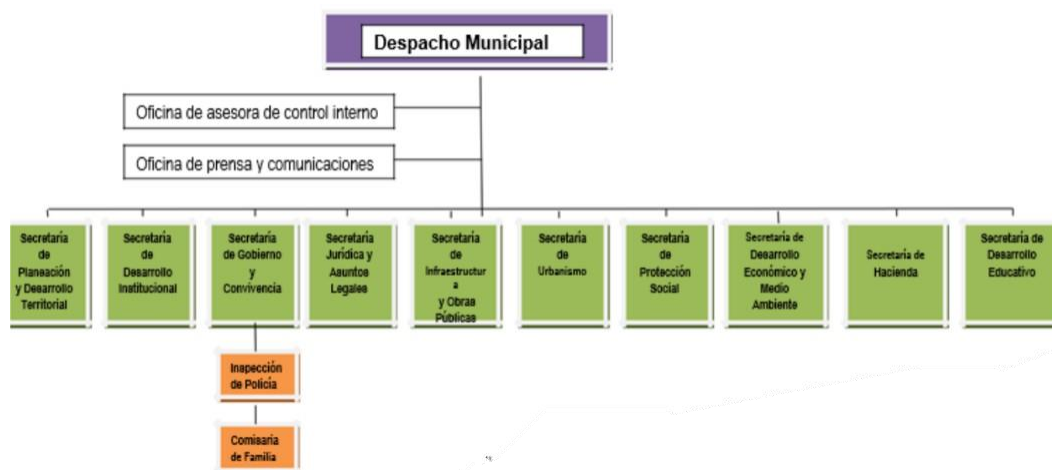 Despacho Municipal
Oficina de asesora de control interno
Oficina de prensa y comunicaciones
Secretaría
de
Planeación
y Desarrollo
Territorial
Secretaría
de
Desarrollo
Institucional
Secretaría
de Gobierno
y
Convivencia
Secretaría
Jurídica y
Asuntos
Legales
Secretaría
de
Infraestructur
a
y Obras
Públicas
Secretaría
de
Urbanismo
Secretaría
de
Protección
Social
Secretaría de
Desarrollo
Económico y
Medio
Ambiente
Secretaría de
Hacienda
Secretaría de
Desarrollo
Educativo
Inspección
de Policía
Comisaría
de Familia